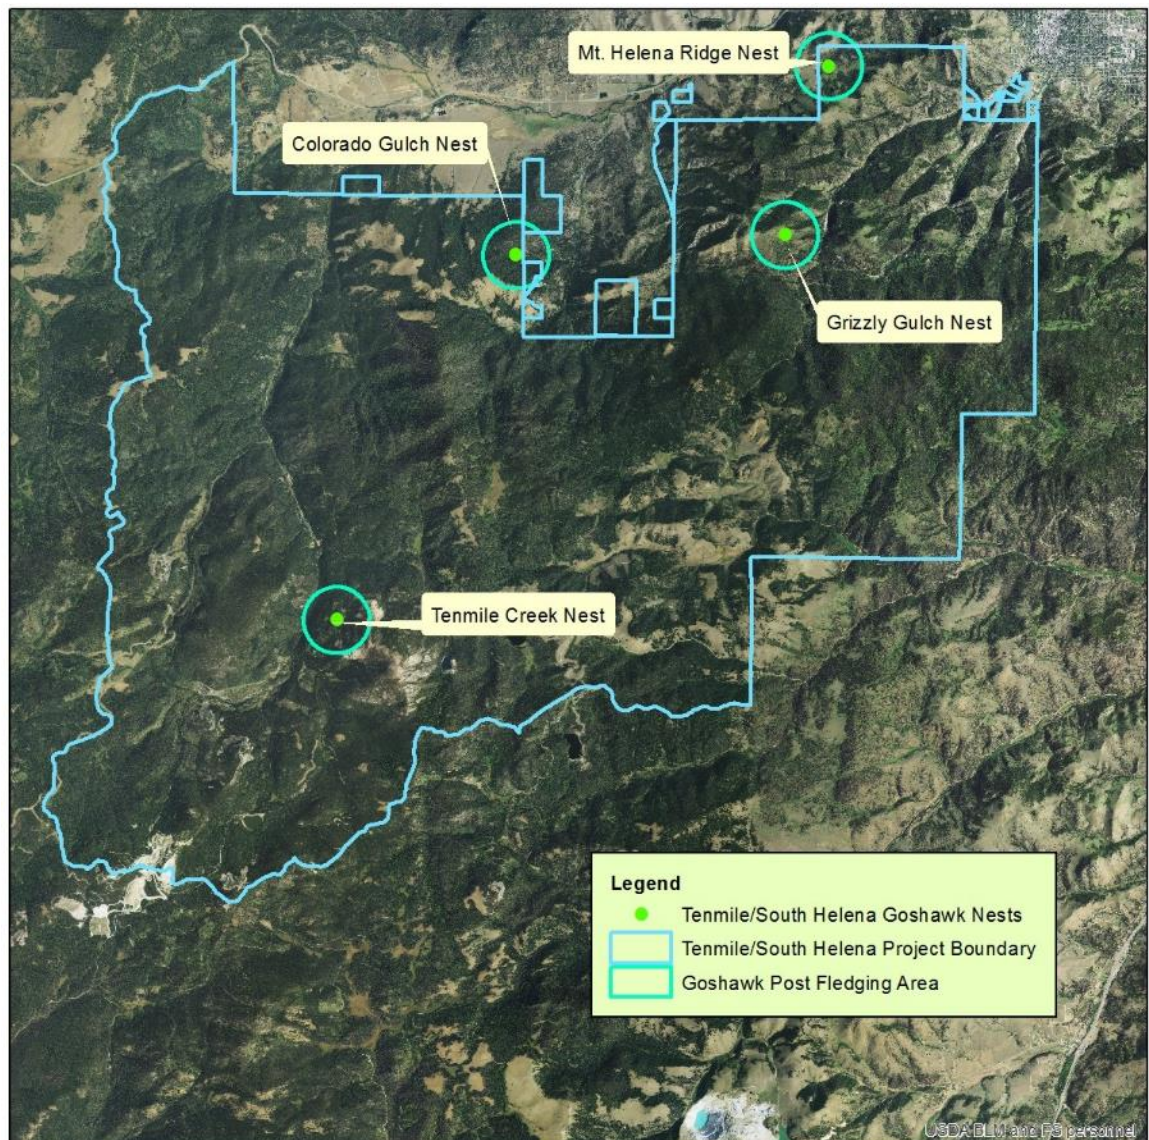 Mt. Helena Ridge Nest
Colorado Gulch Nest
Grizzly Gulch Nest
Tenmile Creek Nest
Legend
Tenmile/South Helena Goshawk Nests
Tenmile/South Helena Project Boundary
Goshawk Post Fledging Area
USDA BLM and FS personnel